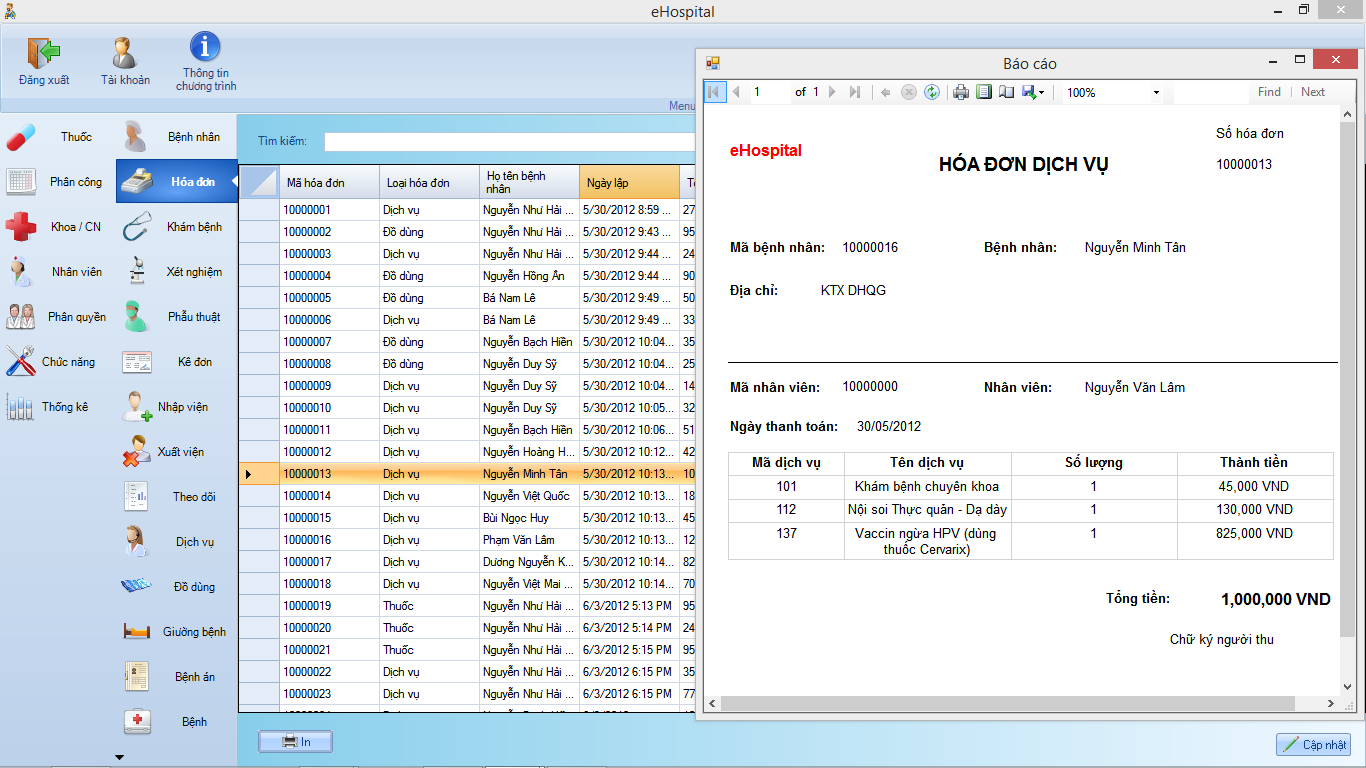 eHospital
Đăng xuất
Tài khoản
Thông tin
chương trình
Menu
Thuốc
Phân công
Khoa / CN
Nhân viên
Phân quyền
Chức năng
Thống kê
Bệnh nhân
Hóa đơn
Khám bệnh
Xét nghiệm
Phẫu thuật
Kê đơn
Nhập viện
Xuất viện
Theo dõi
Dịch vụ
Đồ dùng
Giường bệnh
Bệnh án
Bệnh
Tìm kiếm:
Mã hóa đơn Loại hóa đơn Họ tên bệnh nhân Ngày lập
10000001 Dịch vụ Nguyễn Như Hải ... 5/30/2012 8:59 ... 27
10000002 Đồ dùng Nguyễn Như Hải ... 5/30/2012 9:43 ... 95
10000003 Dịch vụ Nguyễn Như Hải ... 5/30/2012 9:44 ... 24
10000004 Đồ dùng Nguyễn Hồng Ân 5/30/2012 9:44 ... 90
10000005 Đồ dùng Bá Nam Lê 5/30/2012 9:49 ... 50
10000006 Dịch vụ Bá Nam Lê 5/30/2012 9:49 ... 33
10000007 Đồ dùng Nguyễn Bạch Hiền 5/30/2012 10:04... 35
10000008 Đồ dùng Nguyễn Duy Sỹ 5/30/2012 10:04... 25
10000009 Dịch vụ Nguyễn Duy Sỹ 5/30/2012 10:04... 14
10000010 Dịch vụ Nguyễn Duy Sỹ 5/30/2012 10:05... 32
10000011 Dịch vụ Nguyễn Bạch Hiền 5/30/2012 10:06... 51
10000012 Dịch vụ Nguyễn Hoàng H... 5/30/2012 10:12... 42
10000013 Dịch vụ Nguyễn Minh Tân 5/30/2012 10:13... 10
10000014 Dịch vụ Nguyễn Việt Quốc 5/30/2012 10:13... 18
10000015 Dịch vụ Bùi Ngọc Huy 5/30/2012 10:13... 45
10000016 Dịch vụ Phạm Văn Lâm 5/30/2012 10:13... 12
10000017 Dịch vụ Dương Nguyễn K... 5/30/2012 10:14... 82
10000018 Dịch vụ Nguyễn Việt Mai ... 5/30/2012 10:14... 70
10000019 Thuốc Nguyễn Như Hải ... 6/3/2012 5:13 PM 95
10000020 Thuốc Nguyễn Như Hải ... 6/3/2012 5:14 PM 24
10000021 Thuốc Nguyễn Như Hải ... 6/3/2012 5:15 PM 95
10000022 Dịch vụ Nguyễn Như Hải ... 6/3/2012 6:15 PM 35
10000023 Dịch vụ Nguyễn Như Hải ... 6/3/2012 6:15 PM 77
In
Cập nhật
Báo cáo
1 of 1 100% Find | Next
Số hóa đơn
eHospital
HÓA ĐƠN DỊCH VỤ
10000013
Mã bệnh nhân: 10000016 Bệnh nhân: Nguyễn Minh Tân
Địa chỉ: KTX DHQG
Mã nhân viên: 10000000 Nhân viên: Nguyễn Văn Lâm
Ngày thanh toán: 30/05/2012
Mã dịch vụ Tên dịch vụ Số lượng Thành tiền
101 Khám bệnh chuyên khoa 1 45,000 VND
112 Nội soi Thực quản - Dạ dày 1 130,000 VND
137 Vaccin ngừa HPV (dùng 1 825,000 VND
thuốc Cervarix)
Tổng tiền: 1,000,000 VND
Chữ ký người thu